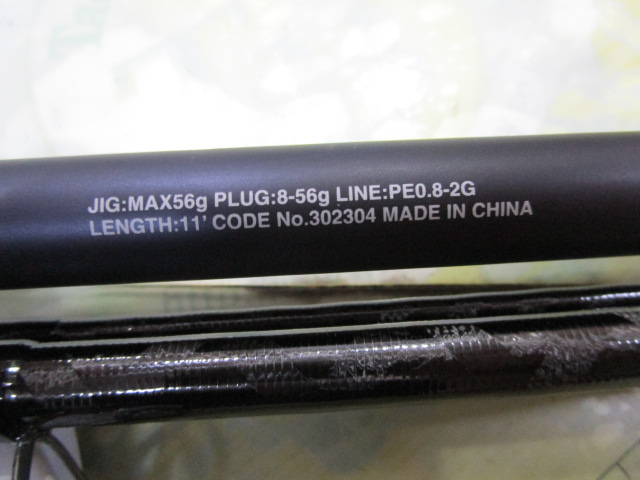 JIG:MAX56g PLUG:8-56g LINE:PE0.8-2G
LENGTH:11' CODE No.302304 MADE IN CHINA